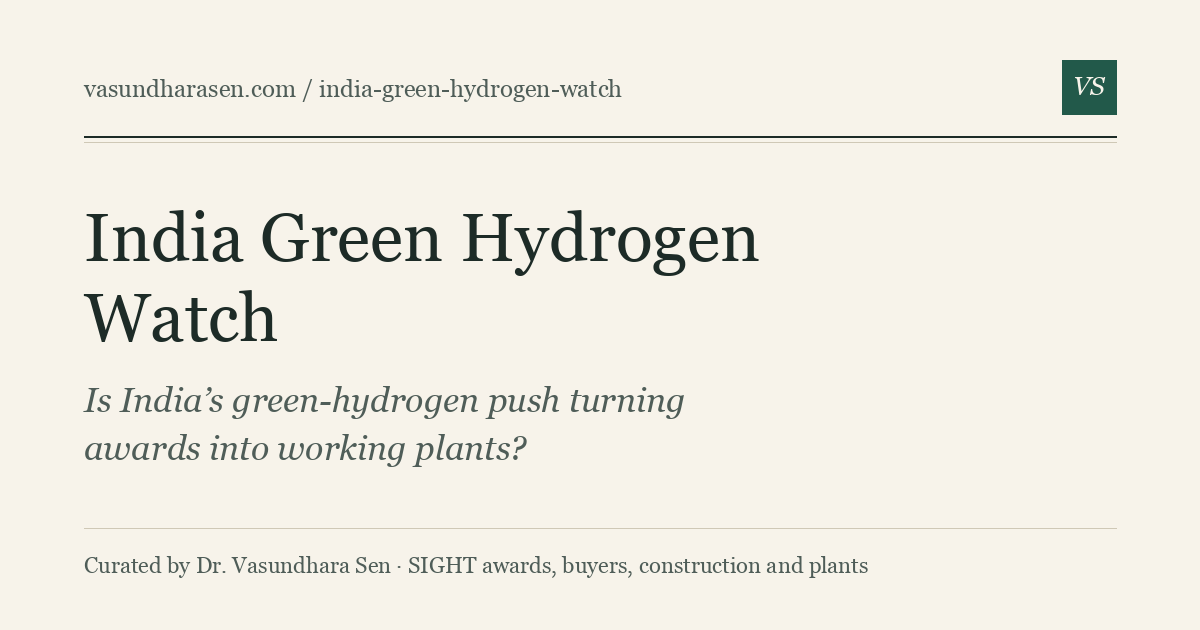 vasundharasen.com / india-green-hydrogen-watch
VS
India Green Hydrogen
Watch
Is India’s green-hydrogen push turning
awards into working plants?
Curated by Dr. Vasundhara Sen · SIGHT awards, buyers, construction and plants